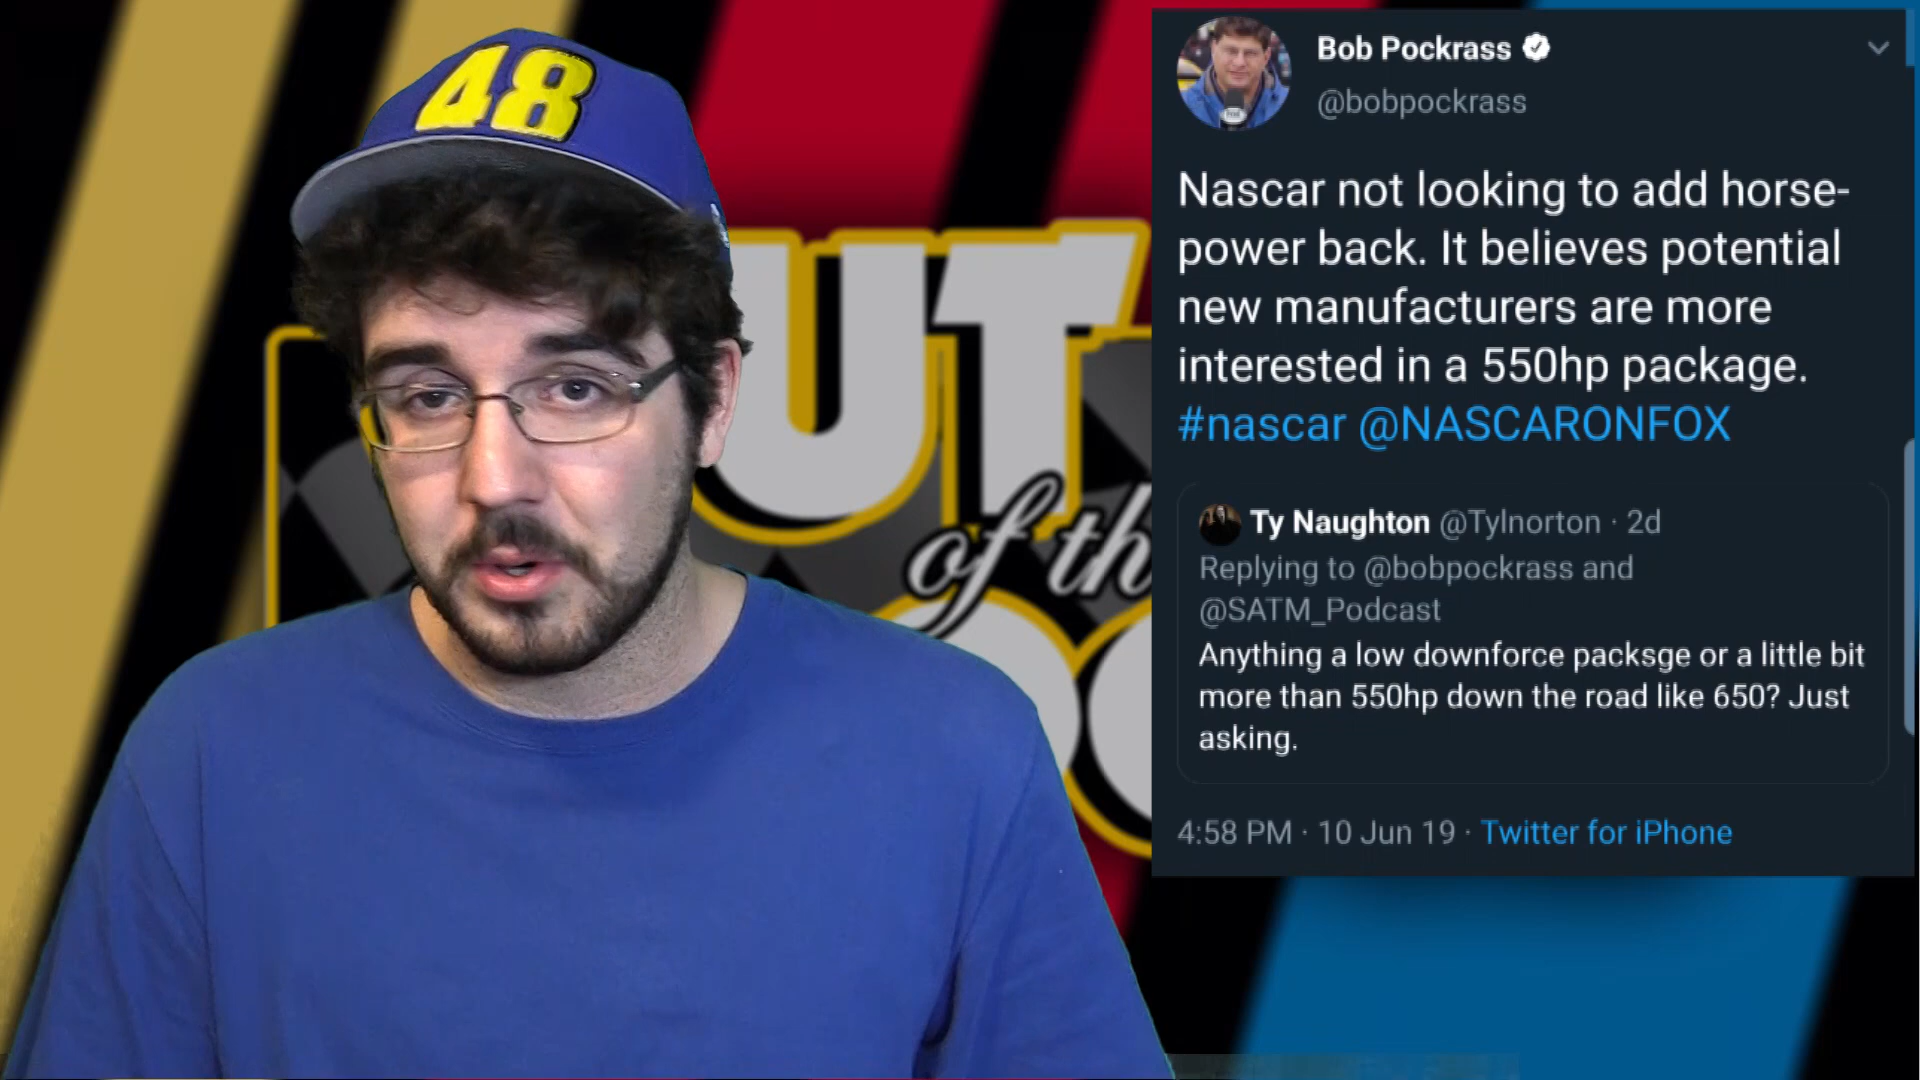 48
UT
of th
Bob Pockrass
@bobpockrass
Nascar not looking to add horse-
power back. It believes potential
new manufacturers are more
interested in a 550hp package.
#nascar @NASCARONFOX
Ty Naughton @Tylnorton · 2d
Replying to @bobpockrass and
@SATM_Podcast
Anything a low downforce packsge or a little bit
more than 550hp down the road like 650? Just
asking.
4:58 PM · 10 Jun 19 · Twitter for iPhone